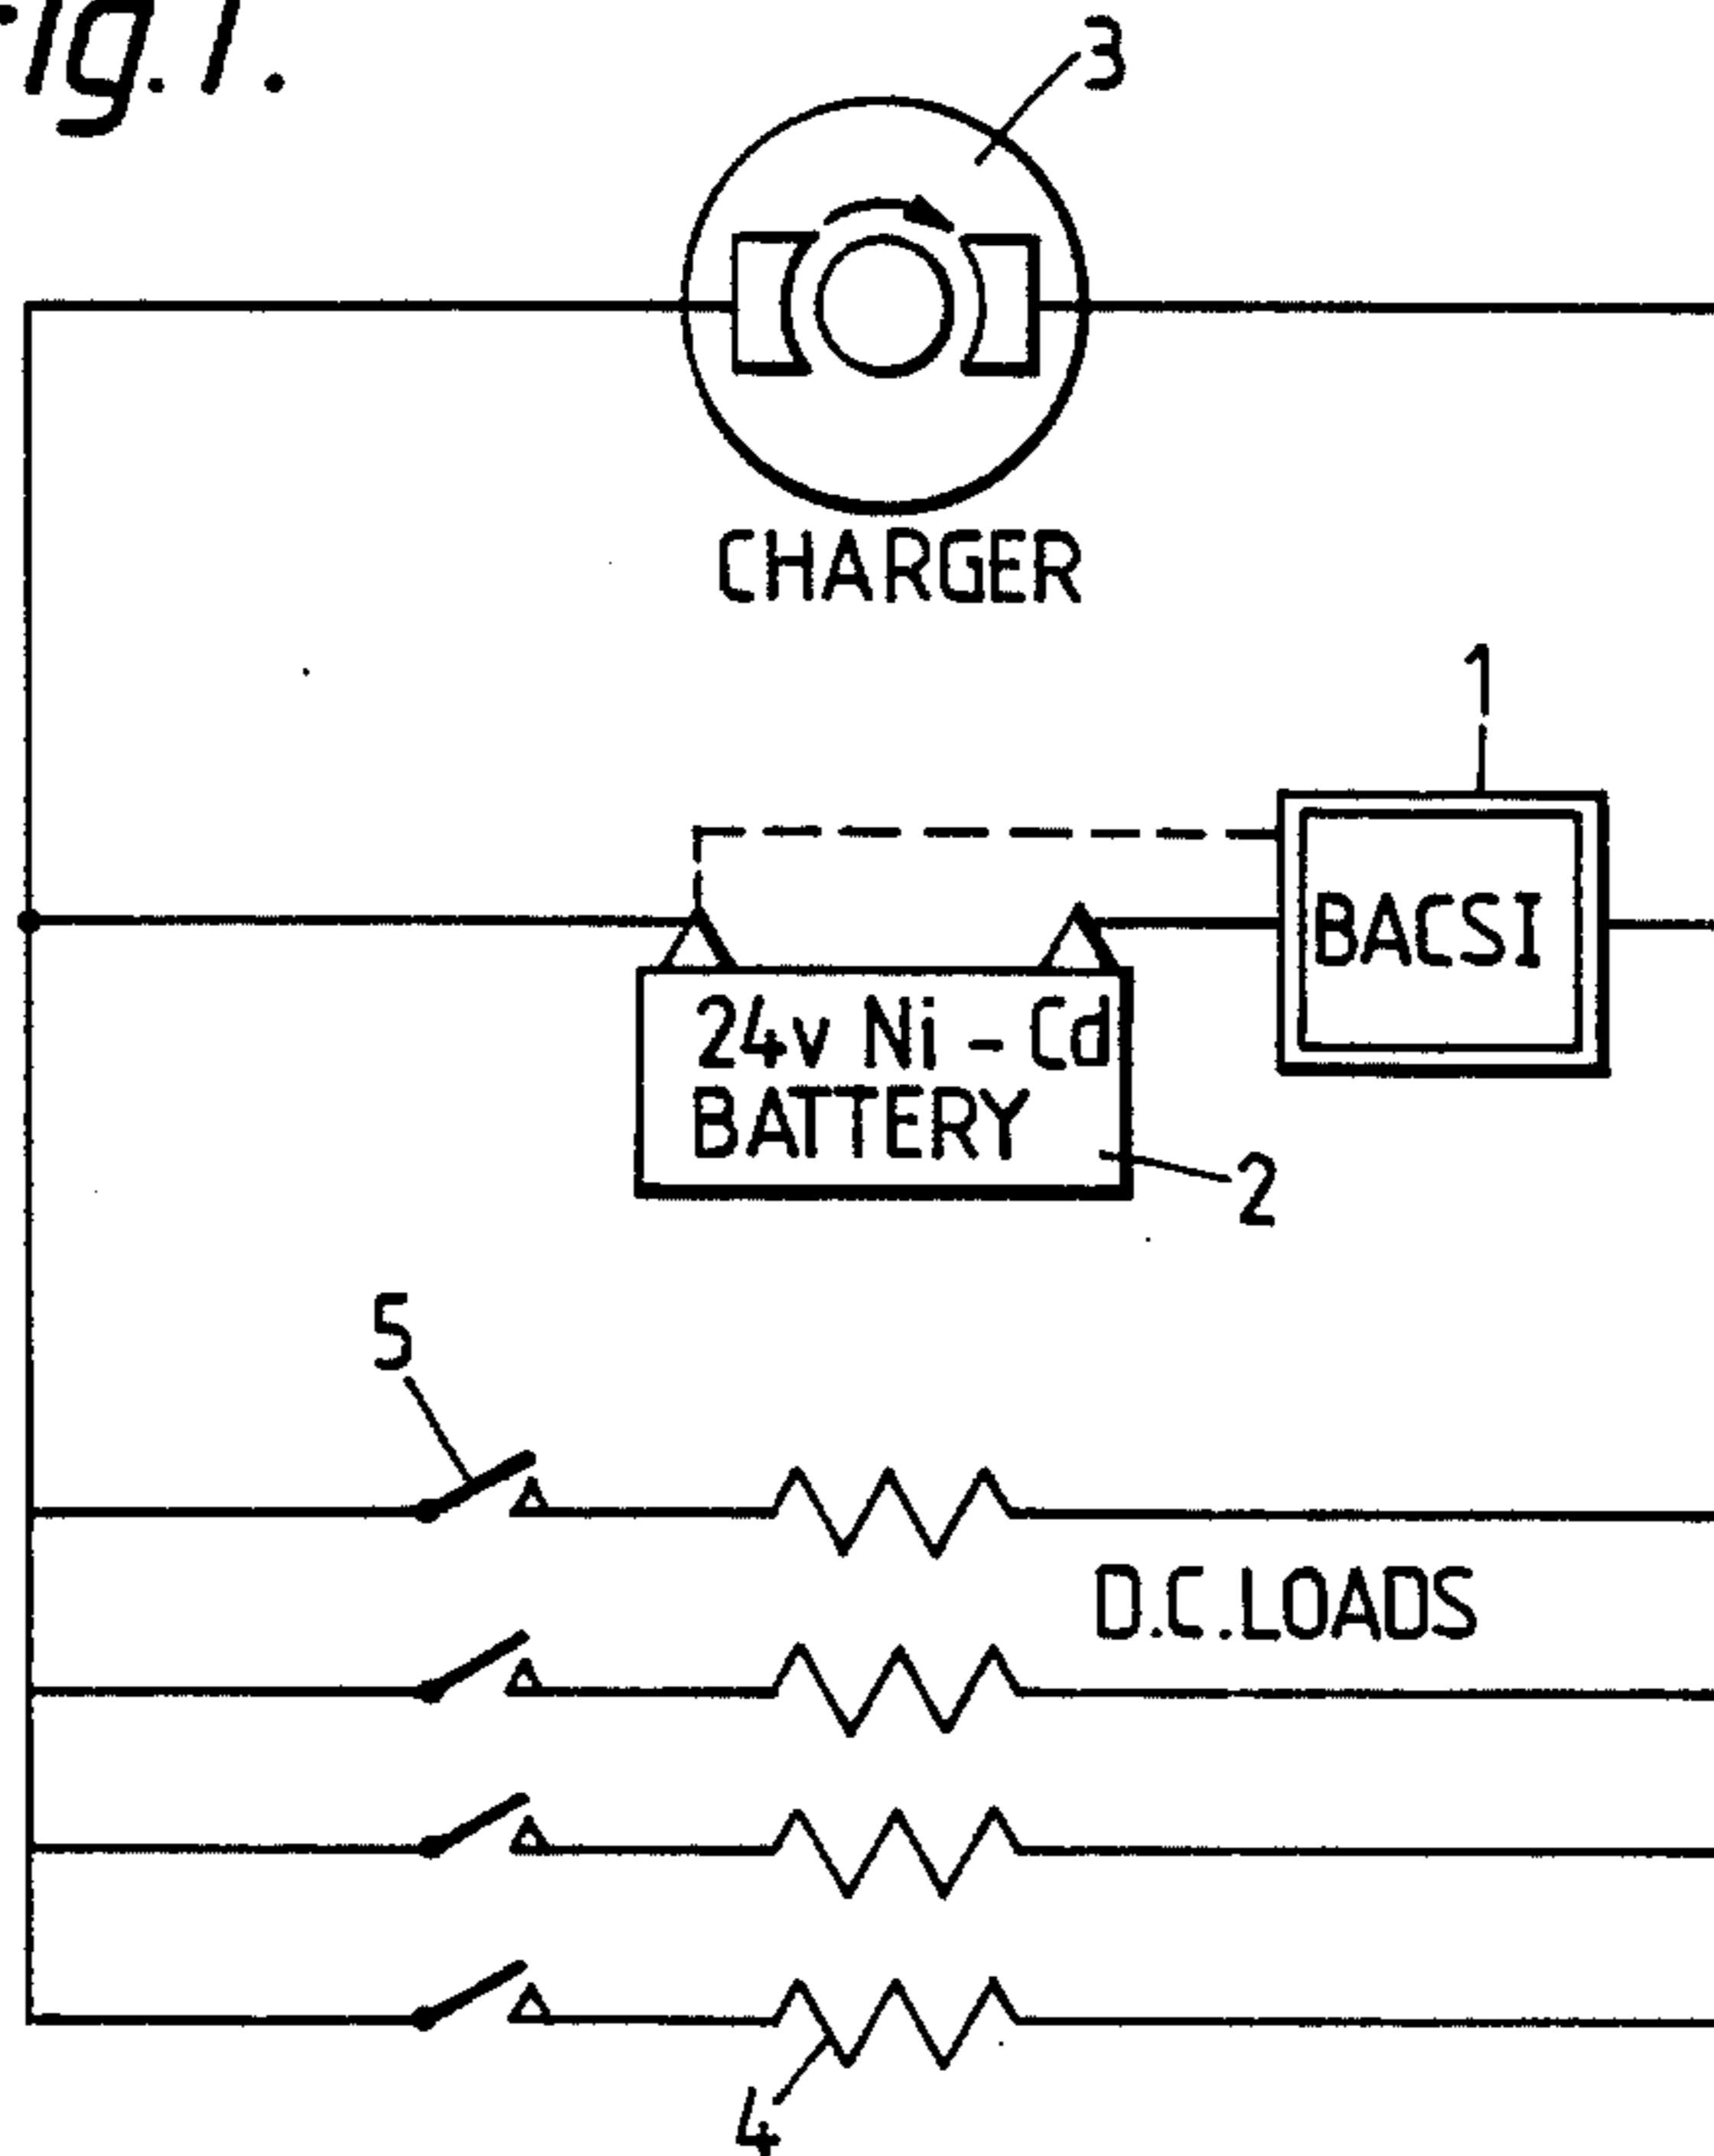 Fig.1.
3
CHARGER
1
BACSI
24v Ni - Cd
BATTERY
2
5
D.C.LOADS
4